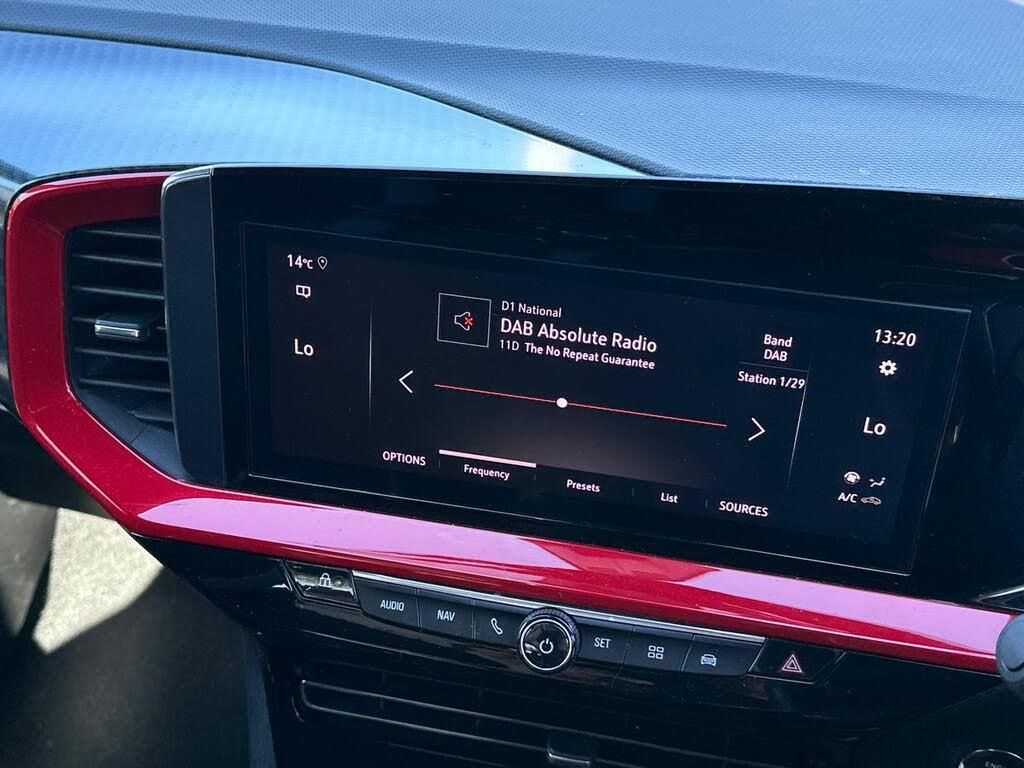 14°C
Lo
D1 National
DAB Absolute Radio
11D The No Repeat Guarantee
Band
DAB
Station 1/29
13:20
Lo
A/C
OPTIONS
Frequency
Presets
List
SOURCES
AUDIO
NAV
SET